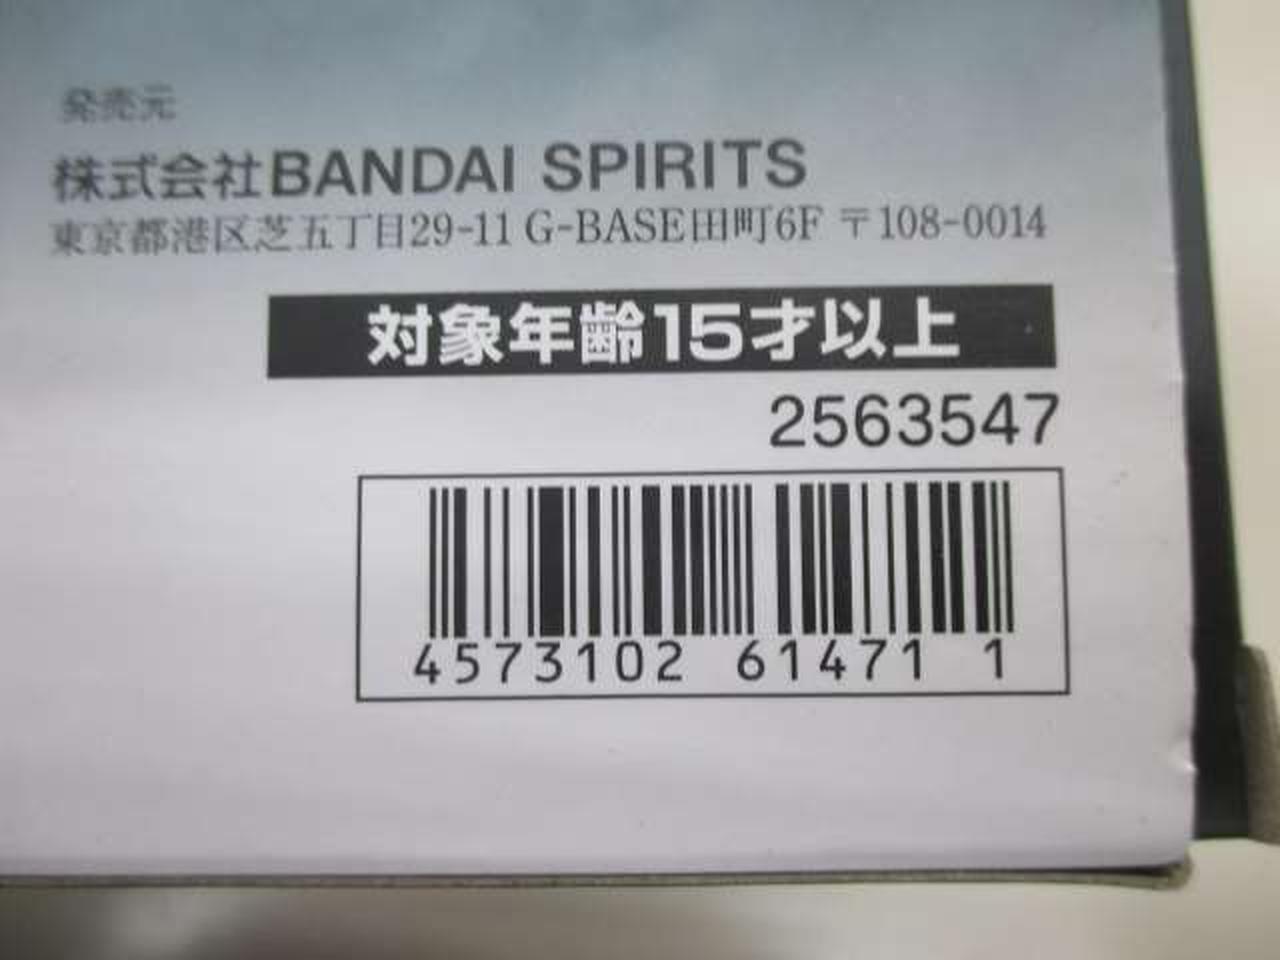 発売元
株式会社BANDAI SPIRITS
東京都港区芝五丁目29-11 G-BASE田町6F 〒108-0014
対象年齢15才以上
2563547
4573102 61471 1